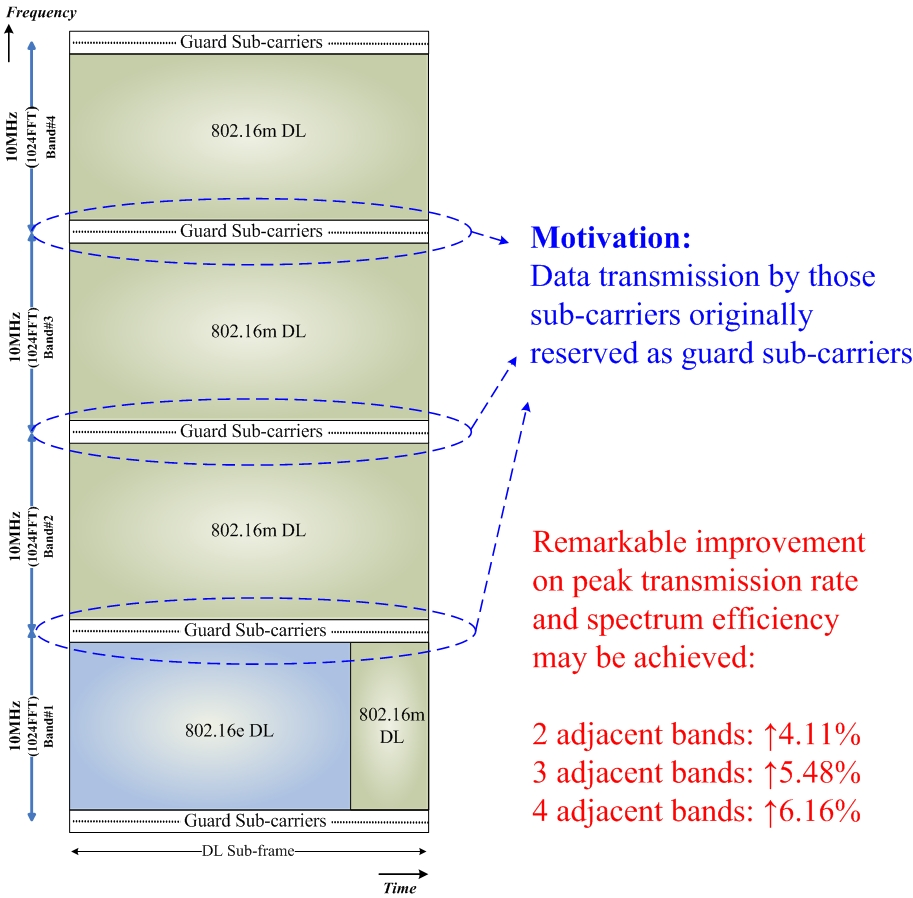 Frequency
Guard Sub-carriers
10MHz
(1024FFT)
Band#4
802.16m DL
Guard Sub-carriers
Motivation:
Data transmission by those
sub-carriers originally
reserved as guard sub-carriers
10MHz
(1024FFT)
Band#3
802.16m DL
Guard Sub-carriers
10MHz
(1024FFT)
Band#2
802.16m DL
Guard Sub-carriers
Remarkable improvement
on peak transmission rate
and spectrum efficiency
may be achieved:
10MHz
(1024FFT)
Band#1
802.16e DL
802.16m
DL
2 adjacent bands: ↑4.11%
3 adjacent bands: ↑5.48%
4 adjacent bands: ↑6.16%
Guard Sub-carriers
DL Sub-frame
Time